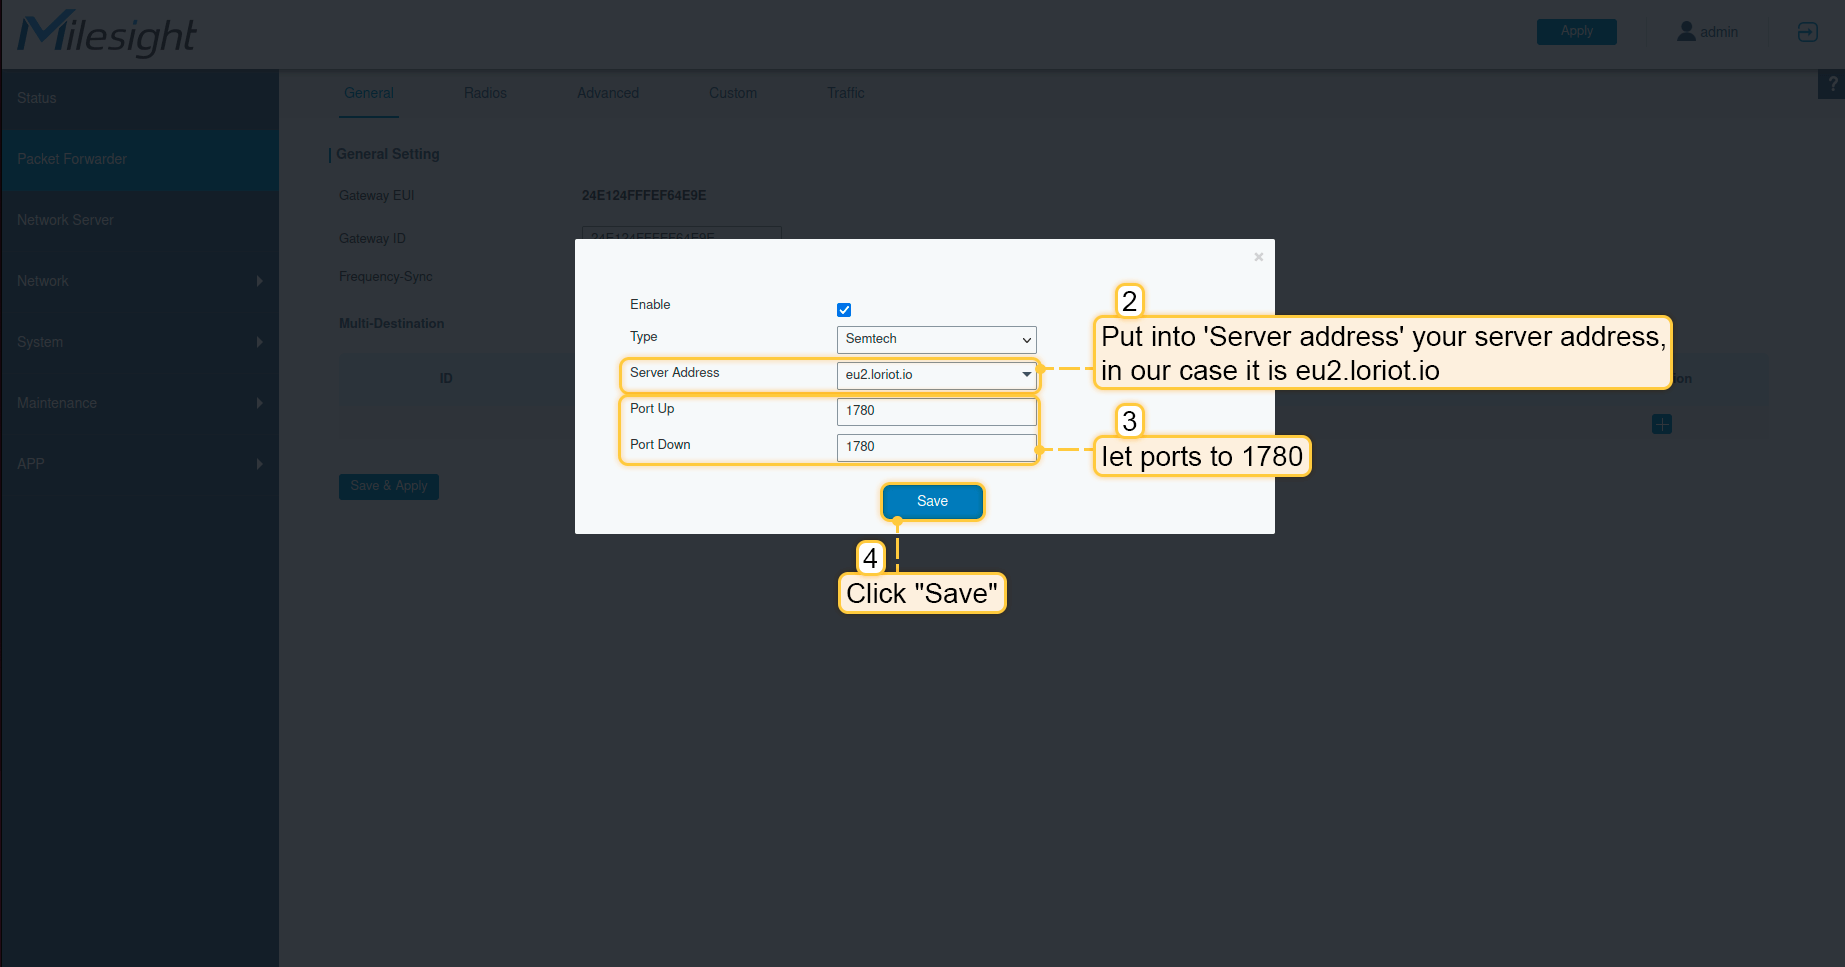 Milesight
Apply
admin
?
Status
Packet Forwarder
Network Server
Network
System
Maintenance
APP
General Radios Advanced Custom Traffic
General Setting
Gateway EUI 24E124FFFEF64E9E
Gateway ID 24E124FFFEF64E9E
Frequency-Sync
Multi-Destination
ID
Save & Apply
×
Enable
Type Semtech
Server Address eu2.loriot.io
Port Up 1780
Port Down 1780
Save
2
Put into 'Server address' your server address,
in our case it is eu2.loriot.io
3
let ports to 1780
4
Click "Save"